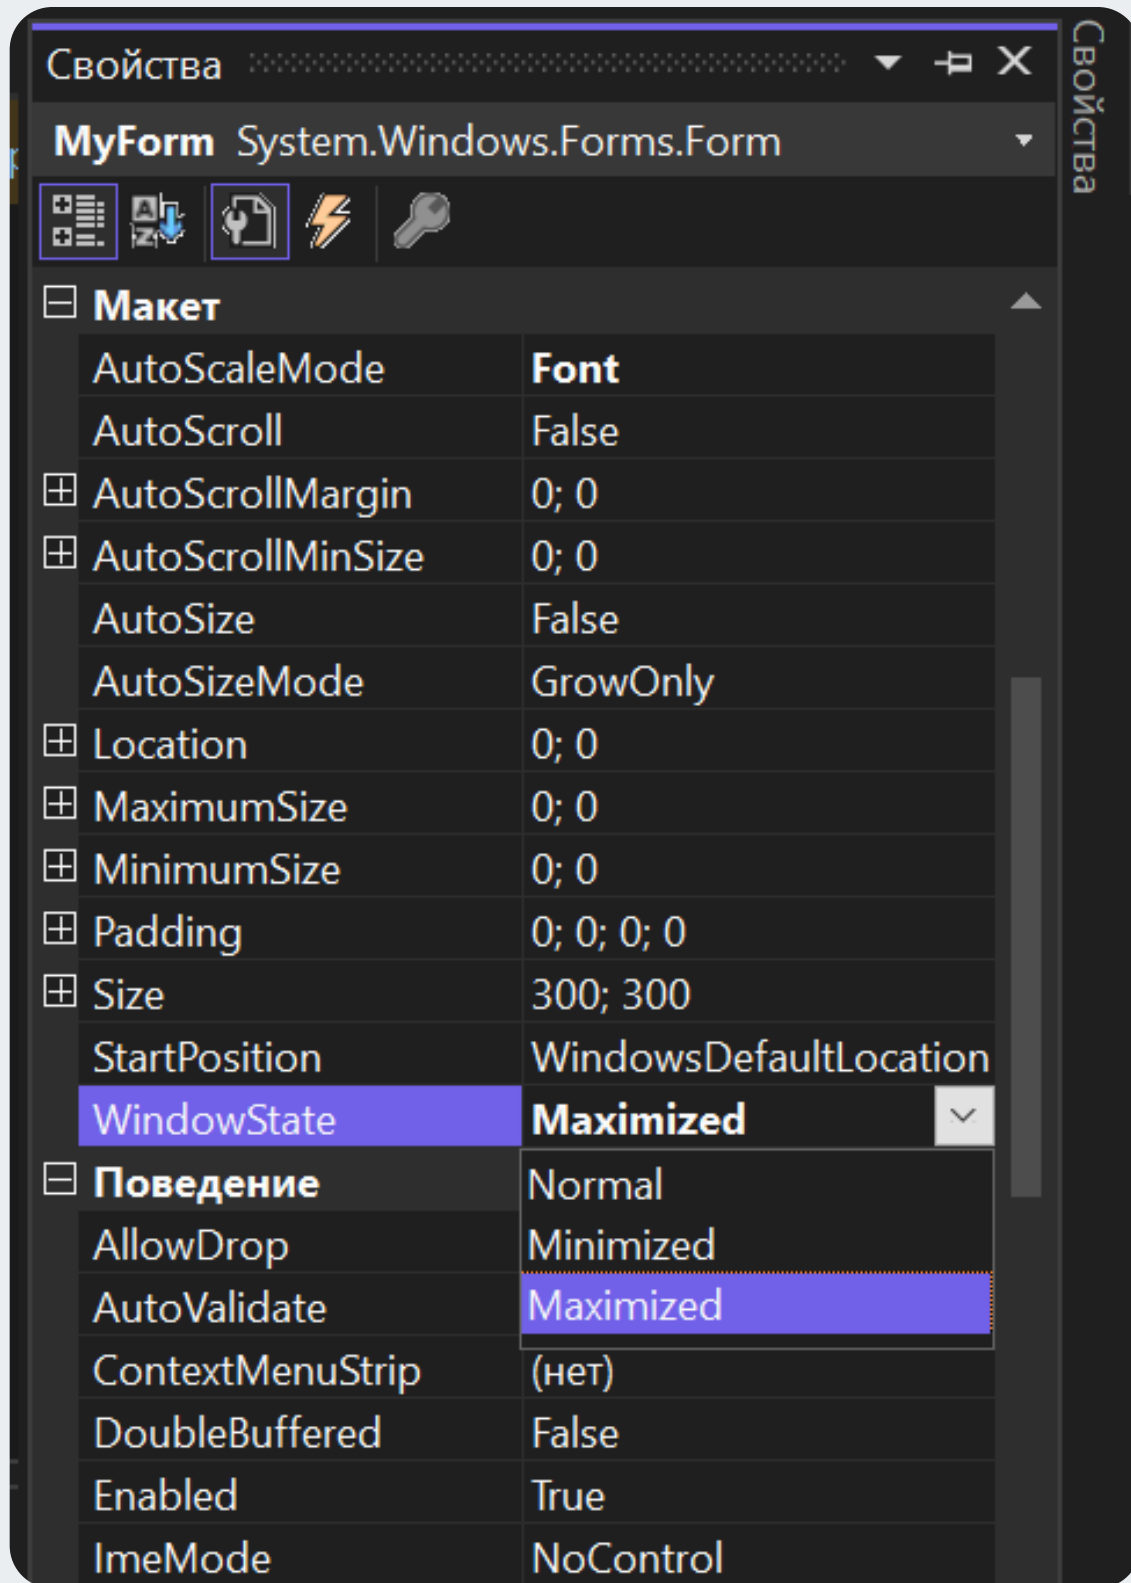 Свойства
Свойства
MyForm System.Windows.Forms.Form
Макет
AutoScaleMode Font
AutoScroll False
AutoScrollMargin 0; 0
AutoScrollMinSize 0; 0
AutoSize False
AutoSizeMode GrowOnly
Location 0; 0
MaximumSize 0; 0
MinimumSize 0; 0
Padding 0; 0; 0; 0
Size 300; 300
StartPosition WindowsDefaultLocation
WindowState Maximized
Поведение Normal
AllowDrop Minimized
AutoValidate Maximized
ContextMenuStrip (нет)
DoubleBuffered False
Enabled True
ImeMode NoControl